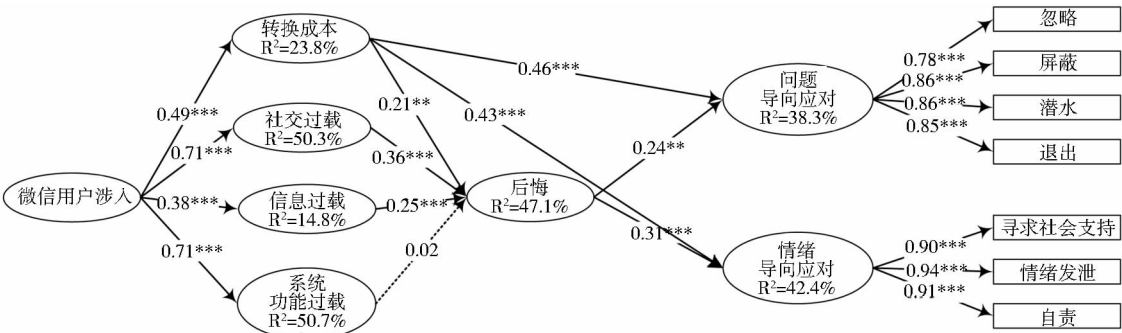 微信用户涉入
0.49***
0.71***
0.38***
0.71***
转换成本
R²=23.8%
社交过载
R²=50.3%
信息过载
R²=14.8%
系统
功能过载
R²=50.7%
0.46***
0.21**
0.43***
0.36***
0.25***
0.02
后悔
R²=47.1%
0.24**
0.31***
问题
导向应对
R²=38.3%
情绪
导向应对
R²=42.4%
0.78***
0.86***
0.86***
0.85***
0.90***
0.94***
0.91***
忽略
屏蔽
潜水
退出
寻求社会支持
情绪发泄
自责